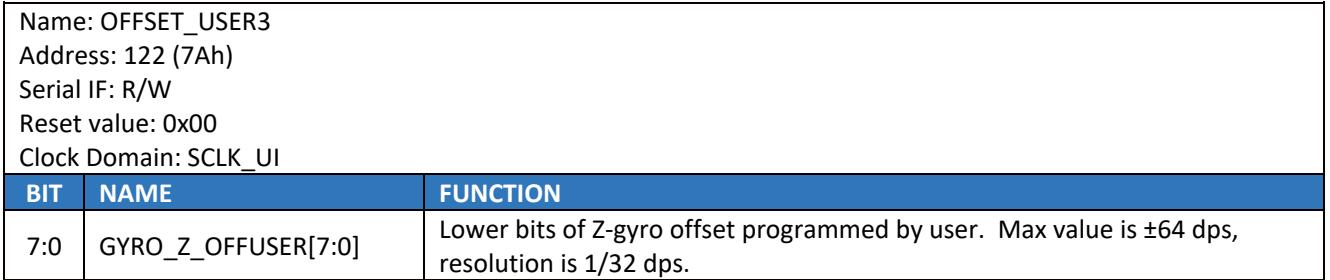 Name: OFFSET_USER3
Address: 122 (7Ah)
Serial IF: R/W
Reset value: 0x00
Clock Domain: SCLK_UI
BIT NAME FUNCTION
7:0 GYRO_Z_OFFUSER[7:0] Lower bits of Z-gyro offset programmed by user.  Max value is ±64 dps,
resolution is 1/32 dps.